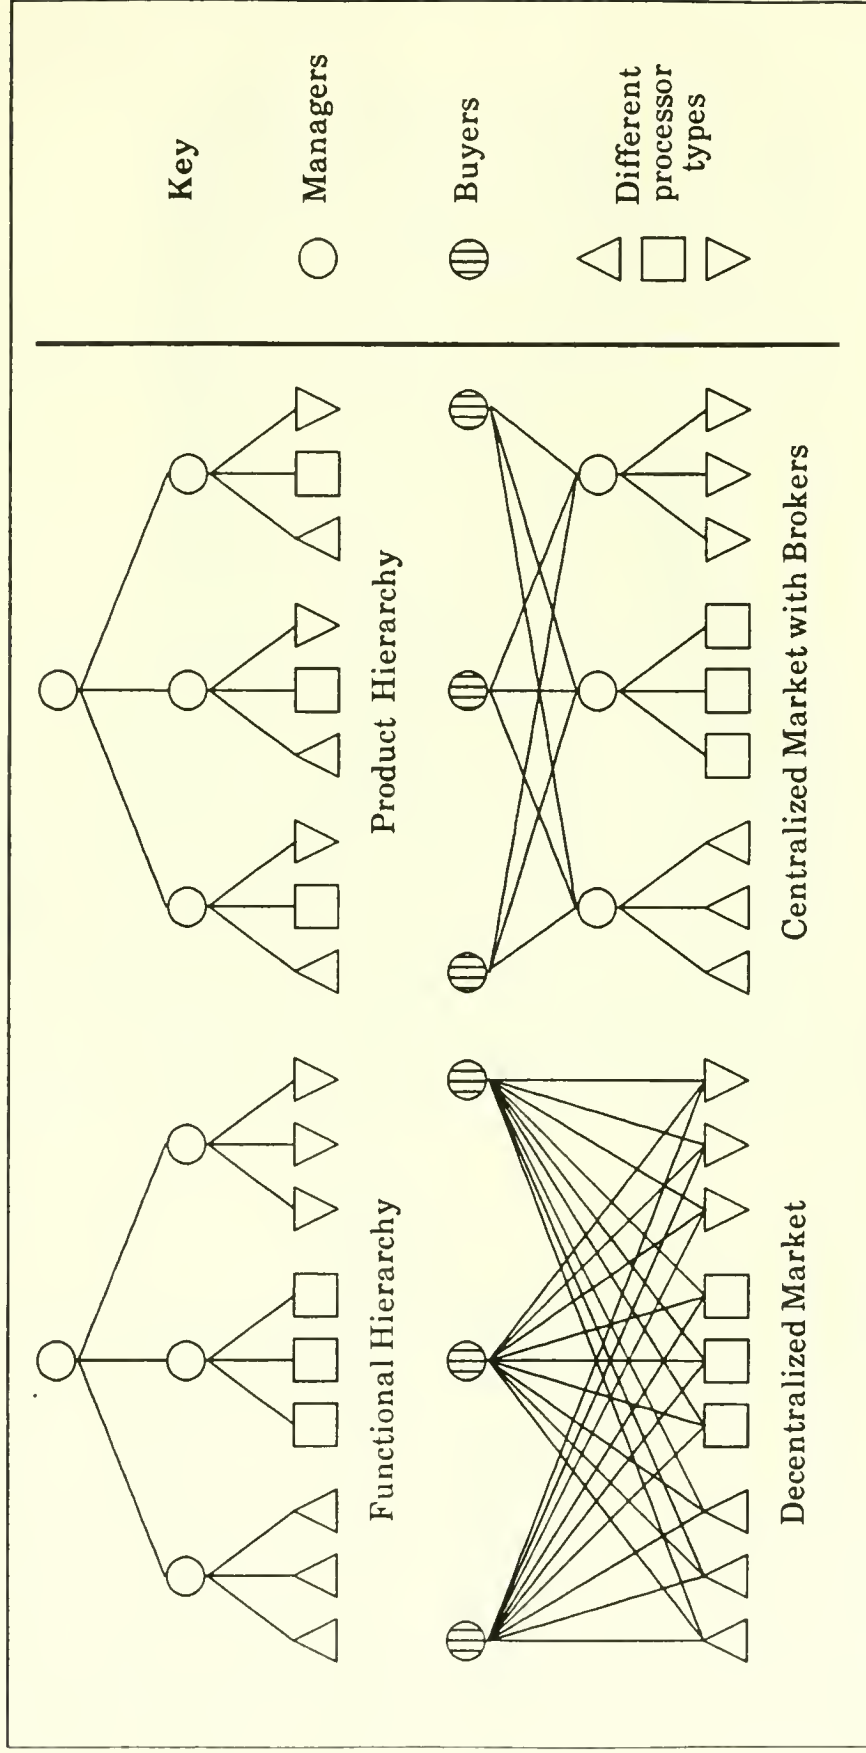 Functional Hierarchy
Product Hierarchy
Decentralized Market
Centralized Market with Brokers
Key
Managers
Buyers
Different
processor
types